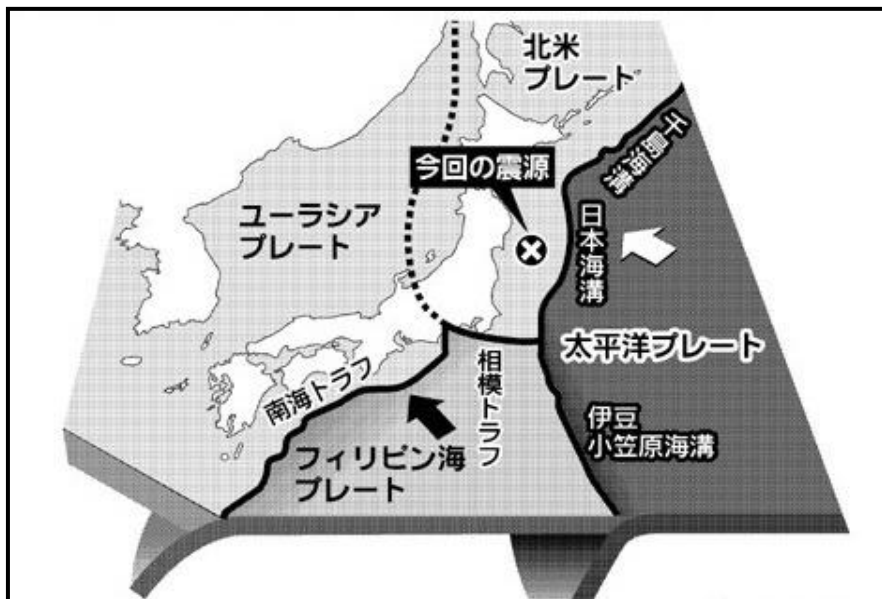 北米
プレート
千島海溝
今回の震源
ユーラシア
プレート
日本海溝
太平洋プレート
相模トラフ
南海トラフ
伊豆
小笠原海溝
フィリピン海
プレート